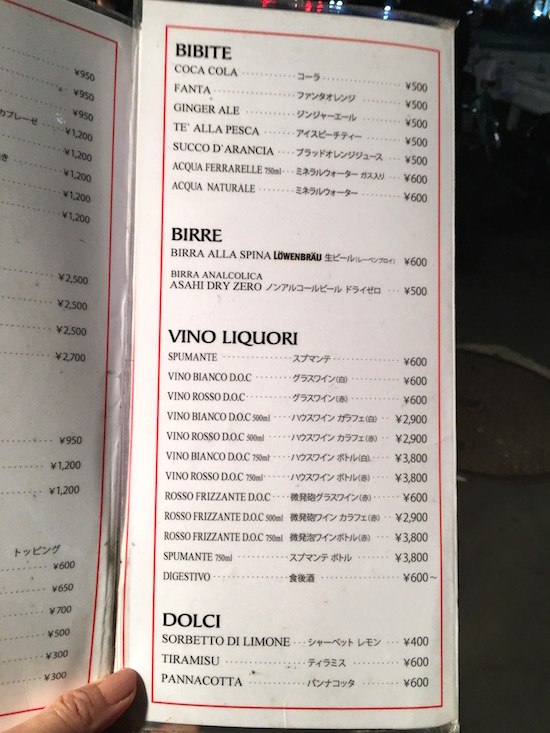 ¥950
¥950
¥950
カプレーゼ ¥1,200
¥1,200
き ¥1,200
¥1,200
¥1,200
¥2,500
¥2,500
¥2,500
¥2,700
¥950
¥1,200
¥1,200
トッピング
¥600
¥650
¥700
¥500
¥300
¥300
BIBITE
COCA COLA コーラ ¥500
FANTA ファンタオレンジ ¥500
GINGER ALE ジンジャーエール ¥500
TE` ALLA PESCA アイスピーチティー ¥500
SUCCO D`ARANCIA ブラッドオレンジジュース ¥500
ACQUA FERRARELLE 750ml ミネラルウォーター ガス入り ¥600
ACQUA NATURALE ミネラルウォーター ¥600
BIRRE
BIRRA ALLA SPINA LÖWENBRÄU 生ビール(レーベンブロイ) ¥600
BIRRA ANALCOLICA
ASAHI DRY ZERO ノンアルコールビール ドライゼロ ¥500
VINO LIQUORI
SPUMANTE スプマンテ ¥600
VINO BIANCO D.O.C グラスワイン(白) ¥600
VINO ROSSO D.O.C グラスワイン(赤) ¥600
VINO BIANCO D.O.C 500ml ハウスワイン カラフェ(白) ¥2,900
VINO ROSSO D.O.C 500ml ハウスワイン カラフェ(赤) ¥2,900
VINO BIANCO D.O.C 750ml ハウスワイン ボトル(白) ¥3,800
VINO ROSSO D.O.C 750ml ハウスワイン ボトル(赤) ¥3,800
ROSSO FRIZZANTE D.O.C 微発砲グラスワイン(赤) ¥600
ROSSO FRIZZANTE D.O.C 500ml 微発砲ワイン カラフェ(赤) ¥2,900
ROSSO FRIZZANTE D.O.C 750ml 微発泡ワインボトル(赤) ¥3,800
SPUMANTE 750ml スプマンテ ボトル ¥3,800
DIGESTIVO 食後酒 ¥600～
DOLCI
SORBETTO DI LIMONE シャーベット レモン ¥400
TIRAMISU ティラミス ¥600
PANNACOTTA パンナコッタ ¥600